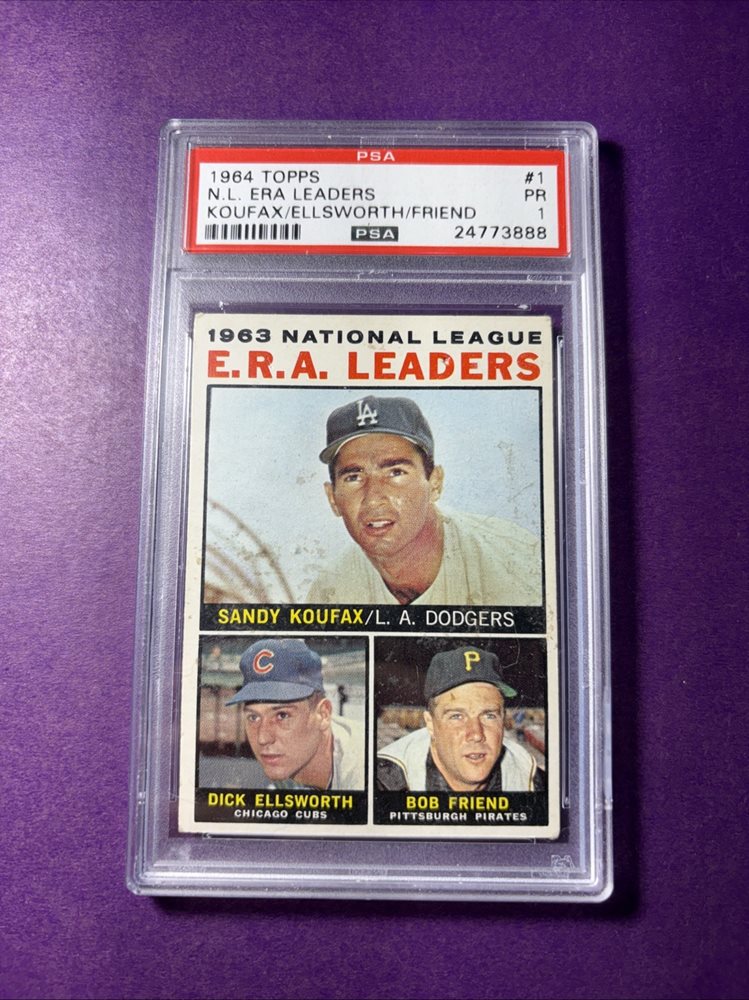 PSA
1964 TOPPS #1
N.L. ERA LEADERS PR
KOUFAX/ELLSWORTH/FRIEND 1
PSA 24773888
1963 NATIONAL LEAGUE
E.R.A. LEADERS
LA
SANDY KOUFAX/L. A. DODGERS
C P
DICK ELLSWORTH BOB FRIEND
CHICAGO CUBS PITTSBURGH PIRATES